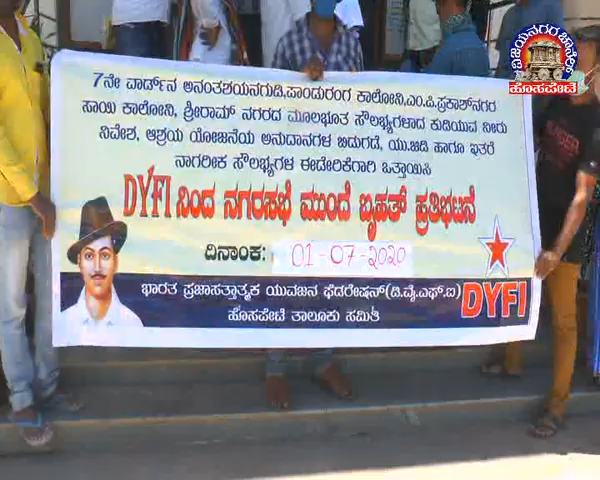 ವಿಜಯನಗರ ಚಾನಲ್
ಹೊಸಪೇಟೆ
7ನೇ ವಾರ್ಡ್‌ನ ಅನಂತಶಯನಗುಡಿ,ಪಾಂಡುರಂಗ ಕಾಲೋನಿ,ಎಂ.ಪಿ.ಪ್ರಕಾಶ್‌ನಗರ
ಸಾಯಿ ಕಾಲೋನಿ, ಶ್ರೀರಾಮ್ ನಗರದ ಮೂಲಭೂತ ಸೌಲಭ್ಯಗಳಾದ ಕುಡಿಯುವ ನೀರು
ನಿವೇಶ, ಆಶ್ರಯ ಯೋಜನೆಯ ಅನುದಾನಗಳ ಬಿಡುಗಡೆ, ಯು.ಜಿಡಿ ಹಾಗೂ ಇತರೆ
ನಾಗರೀಕ ಸೌಲಭ್ಯಗಳ ಈಡೇರಿಕೆಗಾಗಿ ಒತ್ತಾಯಿಸಿ
DYFI ನಿಂದ ನಗರಸಭೆ ಮುಂದೆ ಬೃಹತ್ ಪ್ರತಿಭಟನೆ
ದಿನಾಂಕ: 01-07-2020
ಭಾರತ ಪ್ರಜಾಸತ್ತಾತ್ಮಕ ಯುವಜನ ಫೆಡರೇಷನ್(ಡಿ.ವೈ.ಎಫ್.ಐ) DYFI
ಹೊಸಪೇಟೆ ತಾಲೂಕು ಸಮಿತಿ